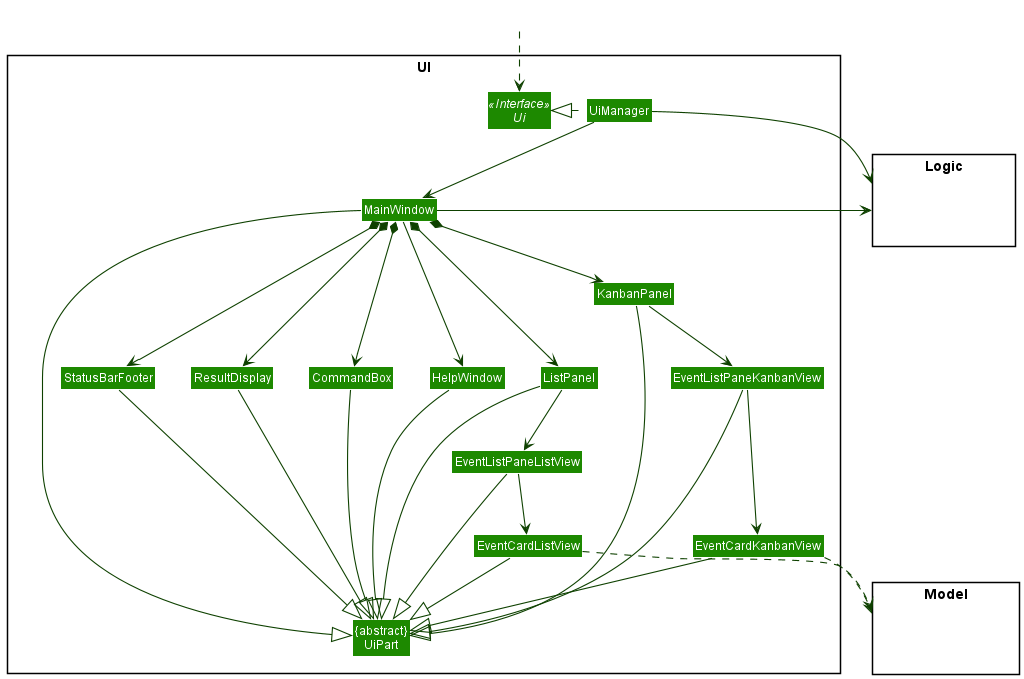 UI
«Interface»
Ui
UiManager
Logic
MainWindow
KanbanPanel
StatusBarFooter
ResultDisplay
CommandBox
HelpWindow
ListPanel
EventListPaneKanbanView
EventListPaneListView
EventCardListView
EventCardKanbanView
Model
{abstract}
UiPart